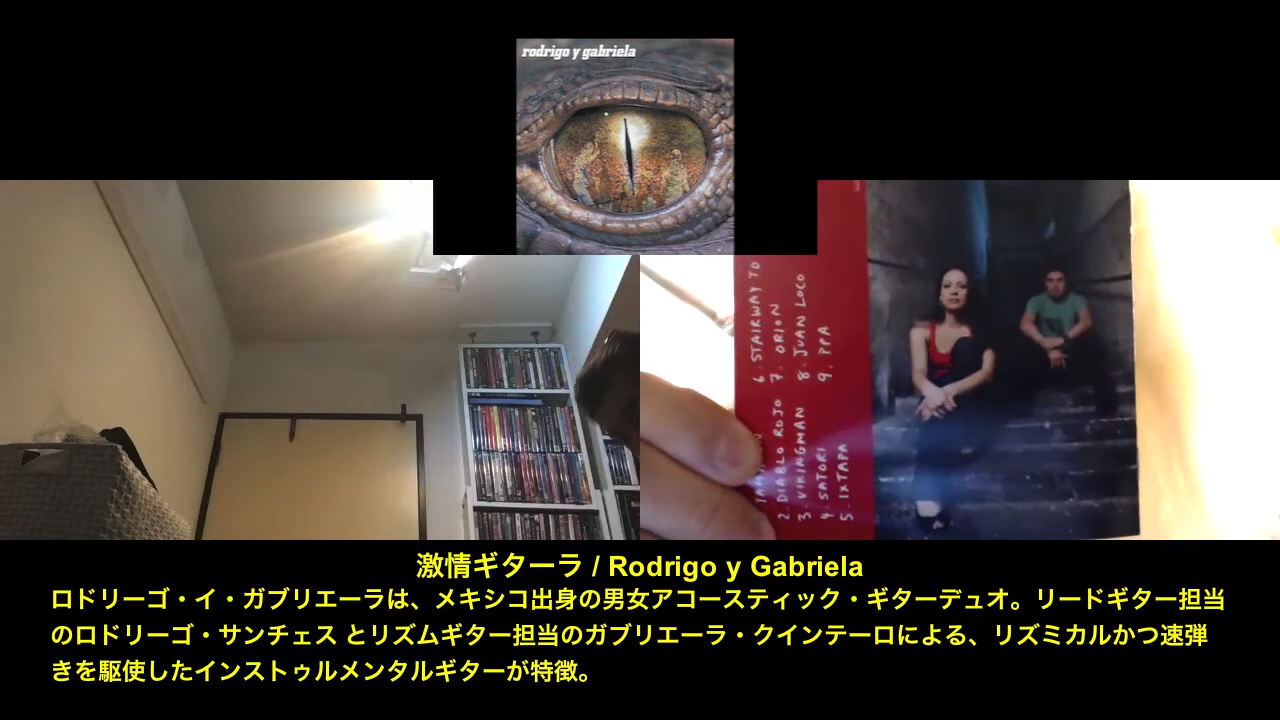 rodrigo y gabriela
6. STAIRWAY TO
2. DIABLO ROJO 7. ORION
3. VIKINGMAN 8. JUAN LOCO
4. SATORI 9. PPA
5. IXTAPA
激情ギターラ / Rodrigo y Gabriela
ロドリーゴ・イ・ガブリエーラは、メキシコ出身の男女アコースティック・ギターデュオ。リードギター担当
のロドリーゴ・サンチェス とリズムギター担当のガブリエーラ・クインテーロによる、リズミカルかつ速弾
きを駆使したインストゥルメンタルギターが特徴。